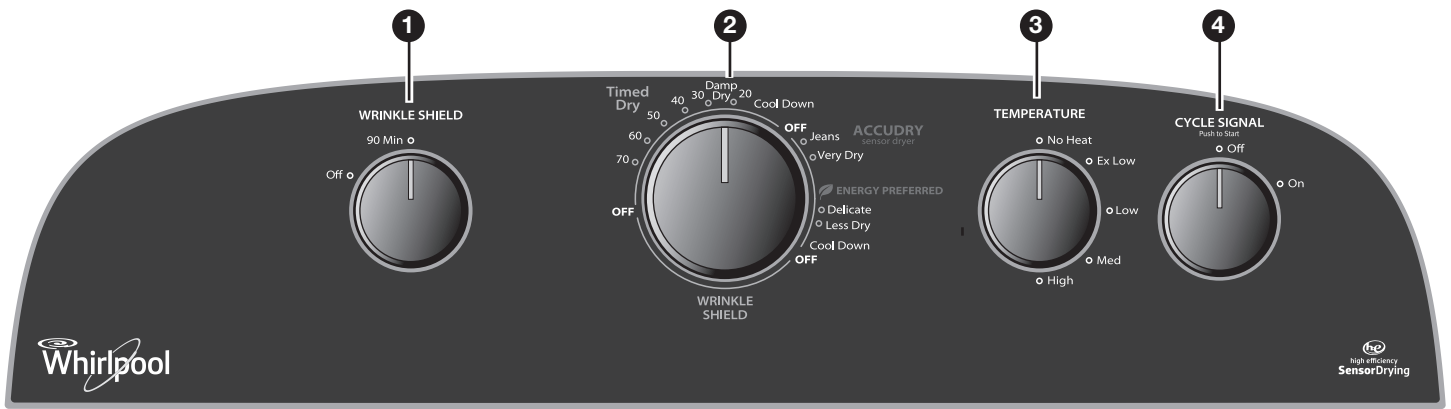 1
2
3
4
WRINKLE SHIELD
90 Min
Off
Timed
Dry
70
60
50
40
30
Damp
Dry
20
Cool Down
OFF
Jeans
Very Dry
ACCUDRY
sensor dryer
ENERGY PREFERRED
Delicate
Less Dry
Cool Down
OFF
WRINKLE
SHIELD
OFF
TEMPERATURE
No Heat
Ex Low
Low
Med
High
CYCLE SIGNAL
Push to Start
Off
On
Whirlpool
he
high efficiency
SensorDrying